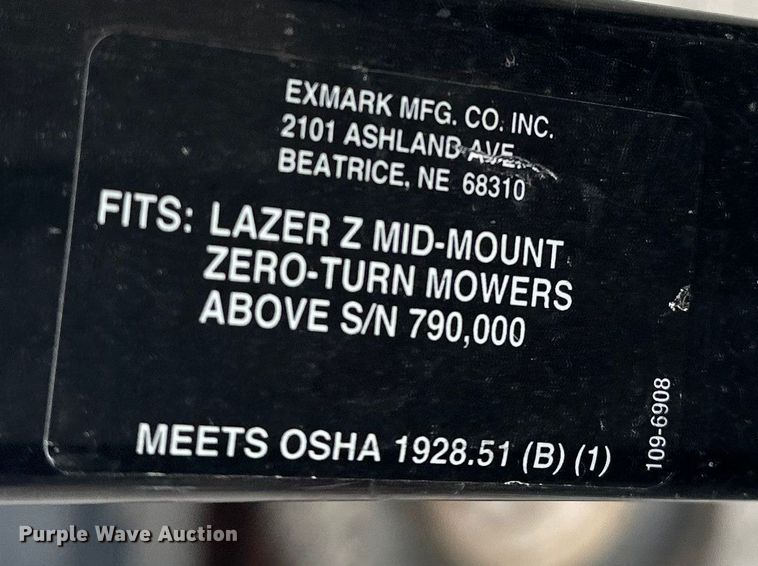 EXMARK MFG. CO. INC.
2101 ASHLAND AVE.
BEATRICE, NE 68310
FITS: LAZER Z MID-MOUNT
ZERO-TURN MOWERS
ABOVE S/N 790,000
MEETS OSHA 1928.51 (B) (1)
109-6908
Purple Wave Auction